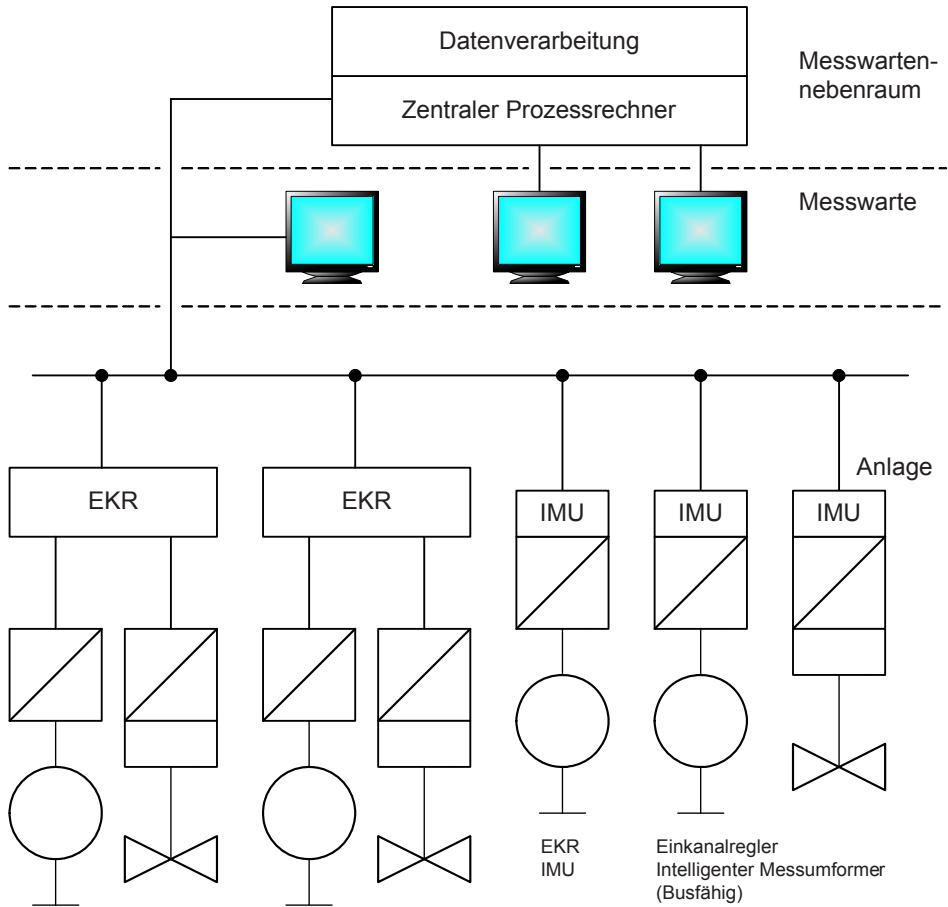 Datenverarbeitung
Zentraler Prozessrechner
Messwarten-
nebenraum
Messwarte
Anlage
EKR
EKR
IMU
IMU
IMU
EKR Einkanalregler
IMU Intelligenter Messumformer
(Busfähig)